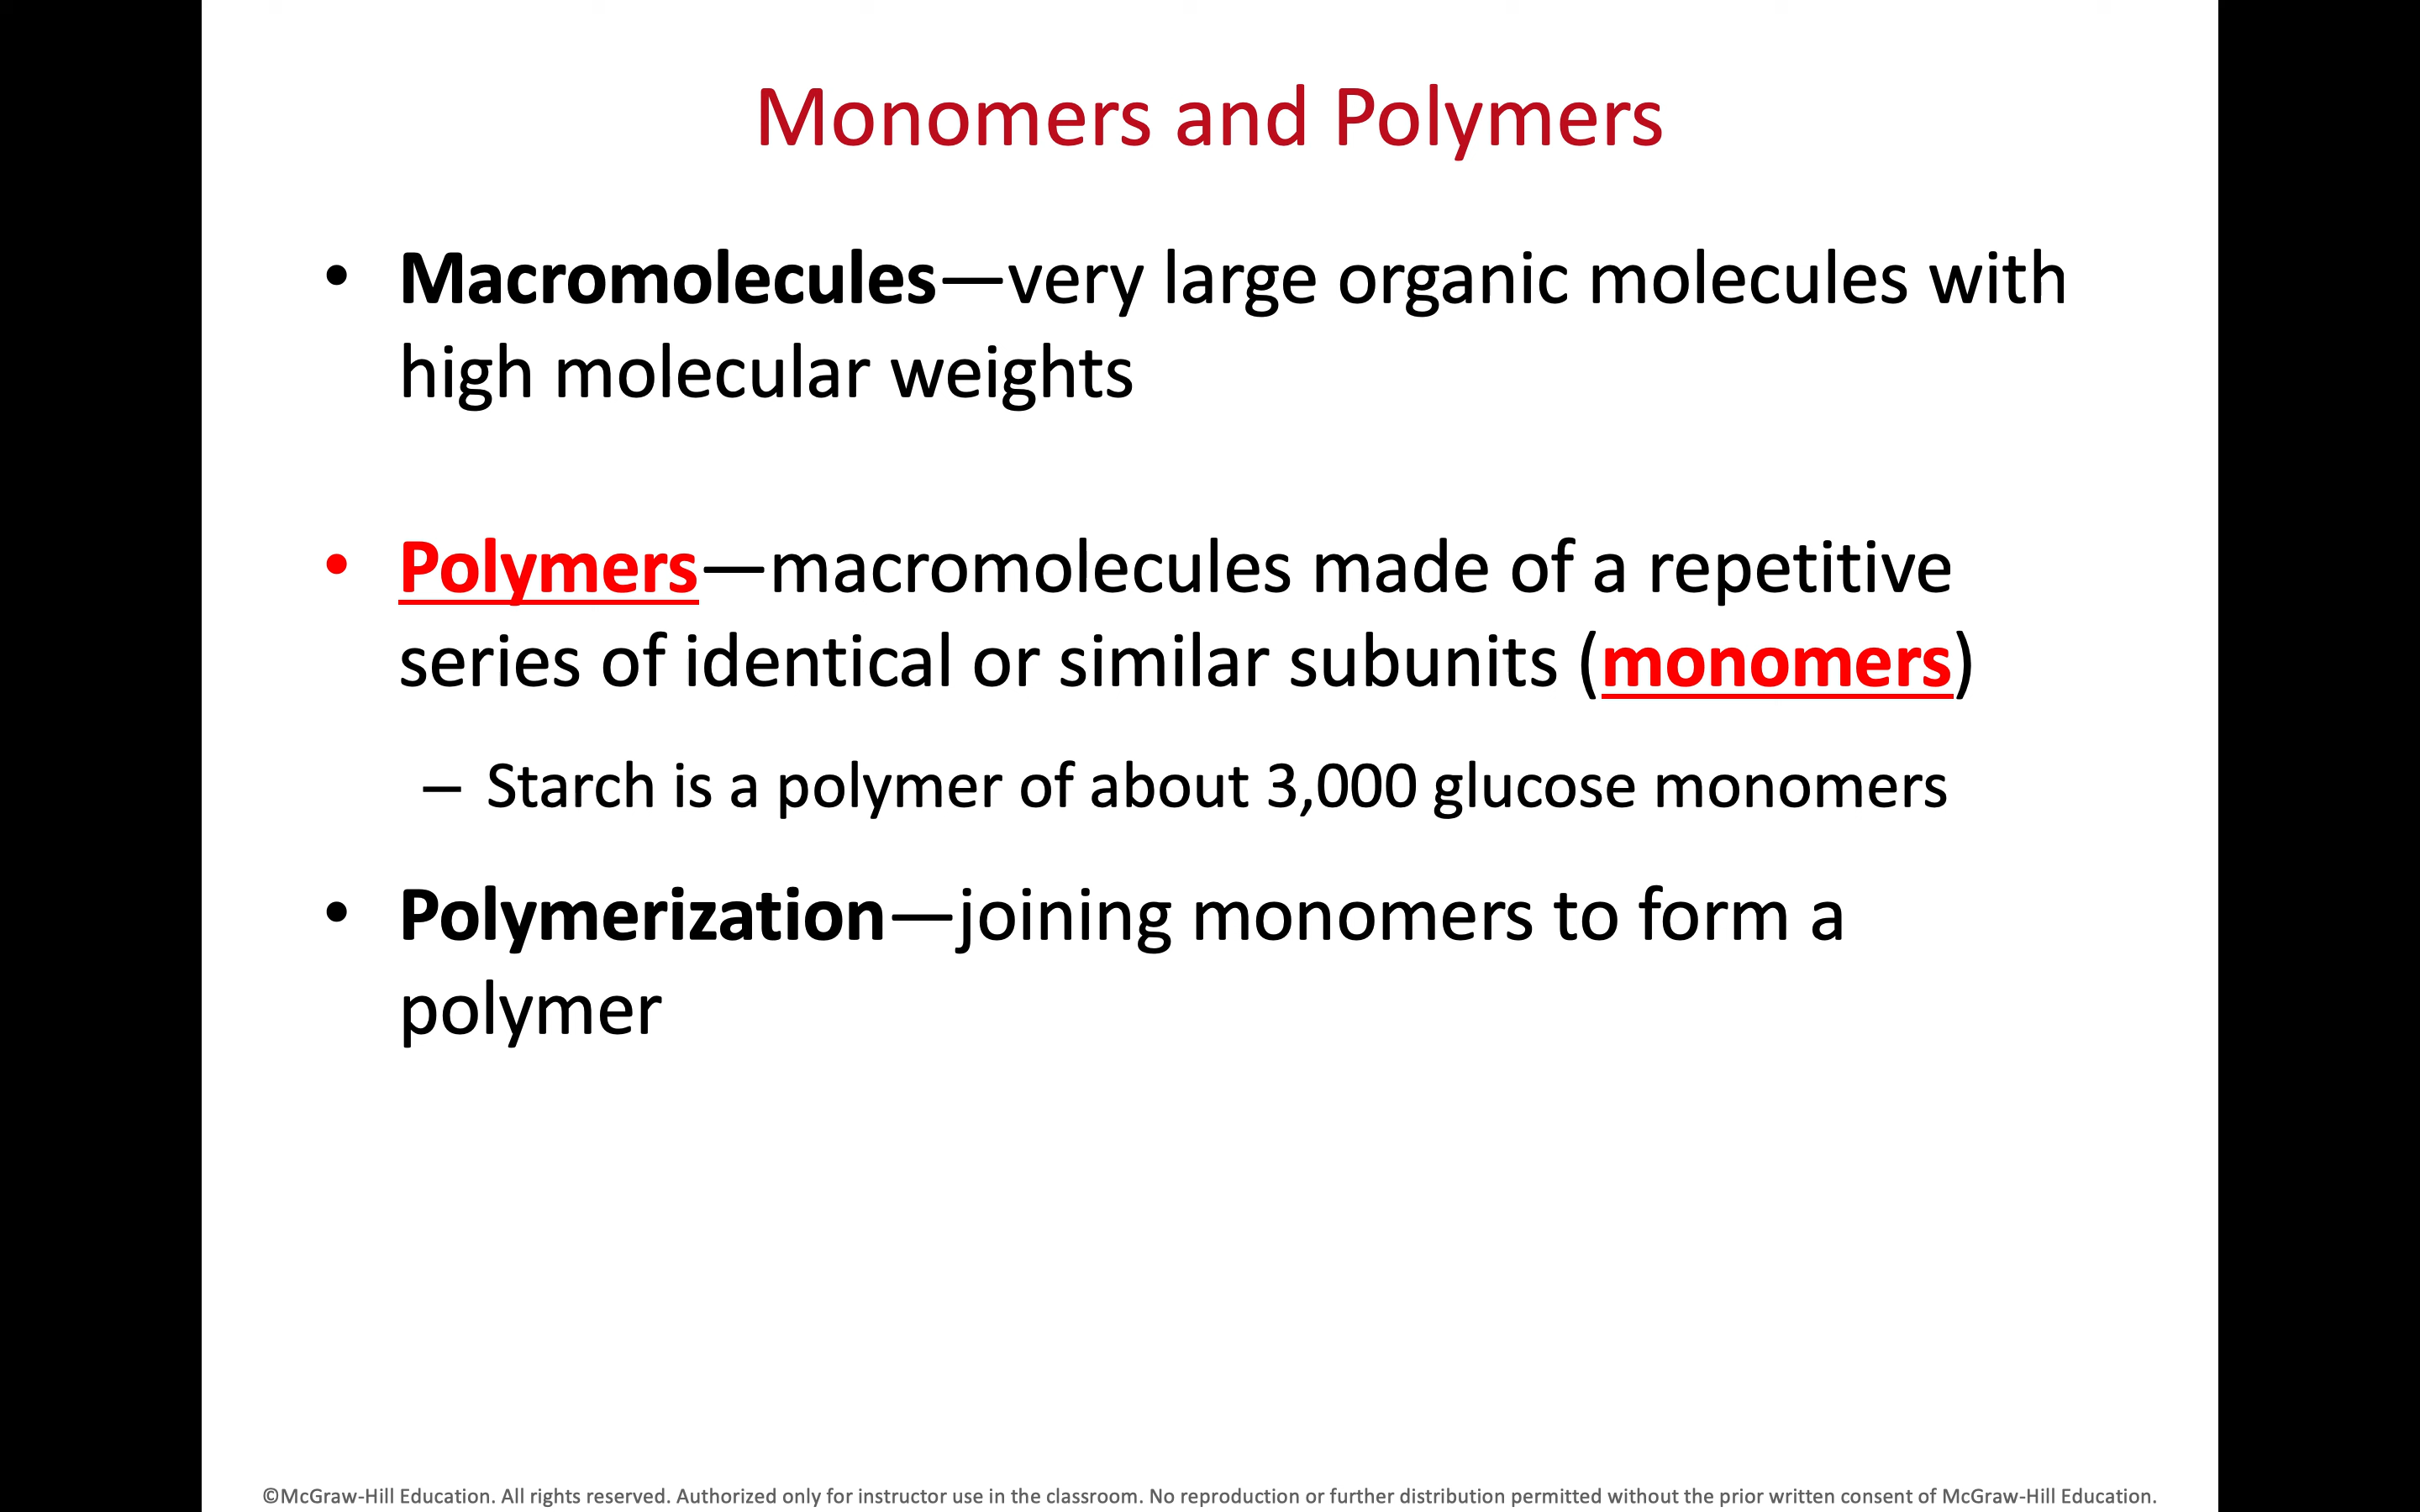 Monomers and Polymers
• Macromolecules—very large organic molecules with
high molecular weights
• Polymers—macromolecules made of a repetitive
series of identical or similar subunits (monomers)
– Starch is a polymer of about 3,000 glucose monomers
• Polymerization—joining monomers to form a
polymer
©McGraw-Hill Education. All rights reserved. Authorized only for instructor use in the classroom. No reproduction or further distribution permitted without the prior written consent of McGraw-Hill Education.